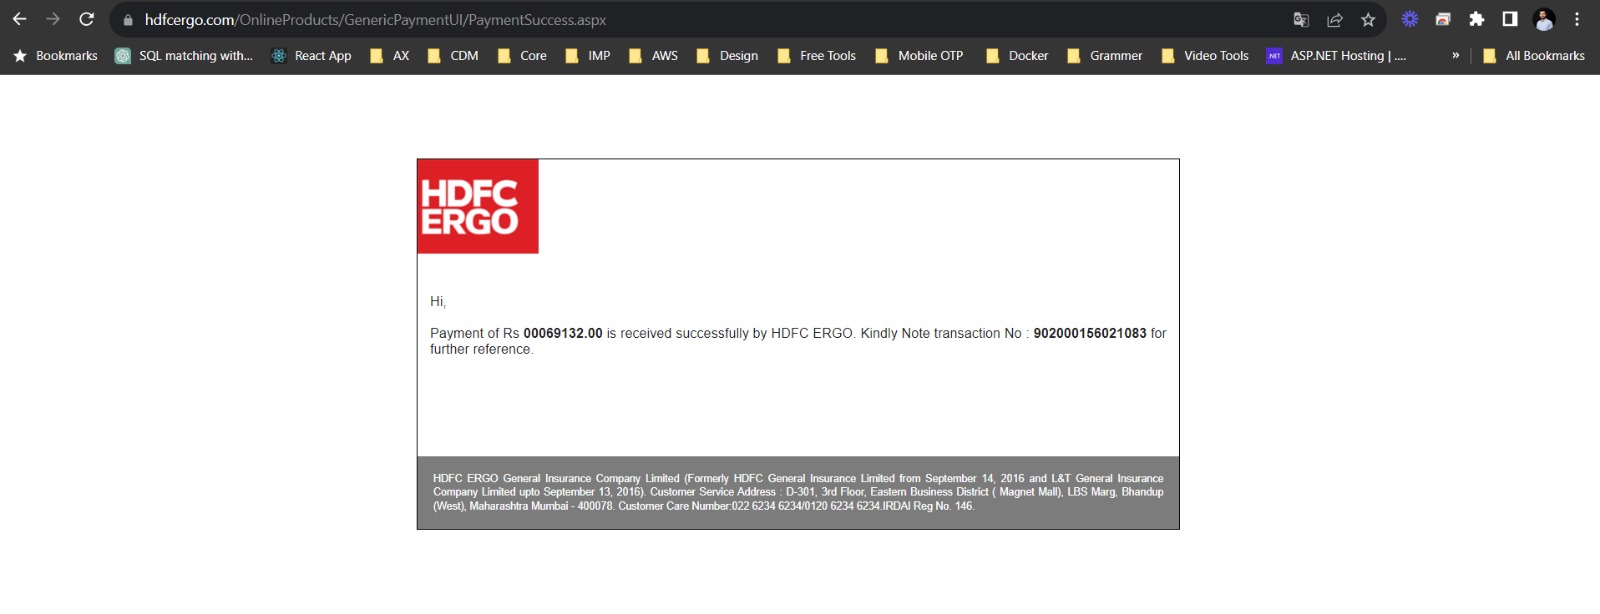 hdfcergo.com/OnlineProducts/GenericPaymentUI/PaymentSuccess.aspx
Bookmarks SQL matching with... React App AX CDM Core IMP AWS Design Free Tools Mobile OTP Docker Grammer Video Tools .NET ASP.NET Hosting | .... » All Bookmarks
HDFC
ERGO
Hi,
Payment of Rs 00069132.00 is received successfully by HDFC ERGO. Kindly Note transaction No : 902000156021083 for
further reference.
HDFC ERGO General Insurance Company Limited (Formerly HDFC General Insurance Limited from September 14, 2016 and L&T General Insurance
Company Limited upto September 13, 2016). Customer Service Address : D-301, 3rd Floor, Eastern Business District ( Magnet Mall), LBS Marg, Bhandup
(West), Maharashtra Mumbai - 400078. Customer Care Number:022 6234 6234/0120 6234 6234.IRDAI Reg No. 146.